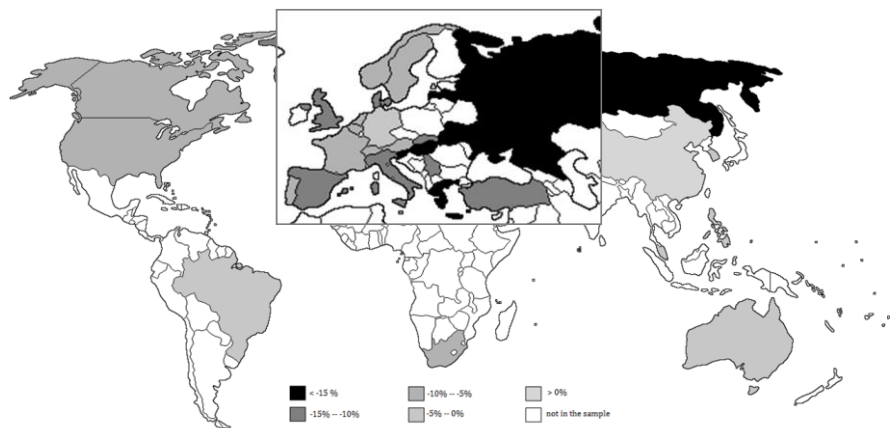 < -15 % -10% -- -5% > 0%
-15% -- -10% -5% -- 0% not in the sample